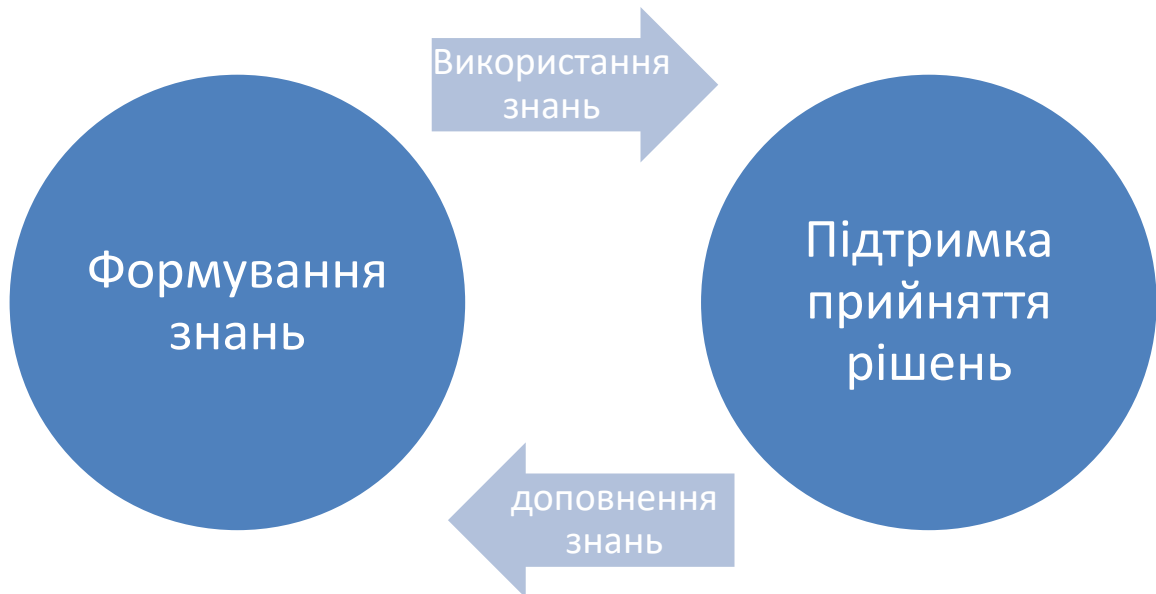 Використання
знань
Формування
знань
Підтримка
прийняття
рішень
доповнення
знань